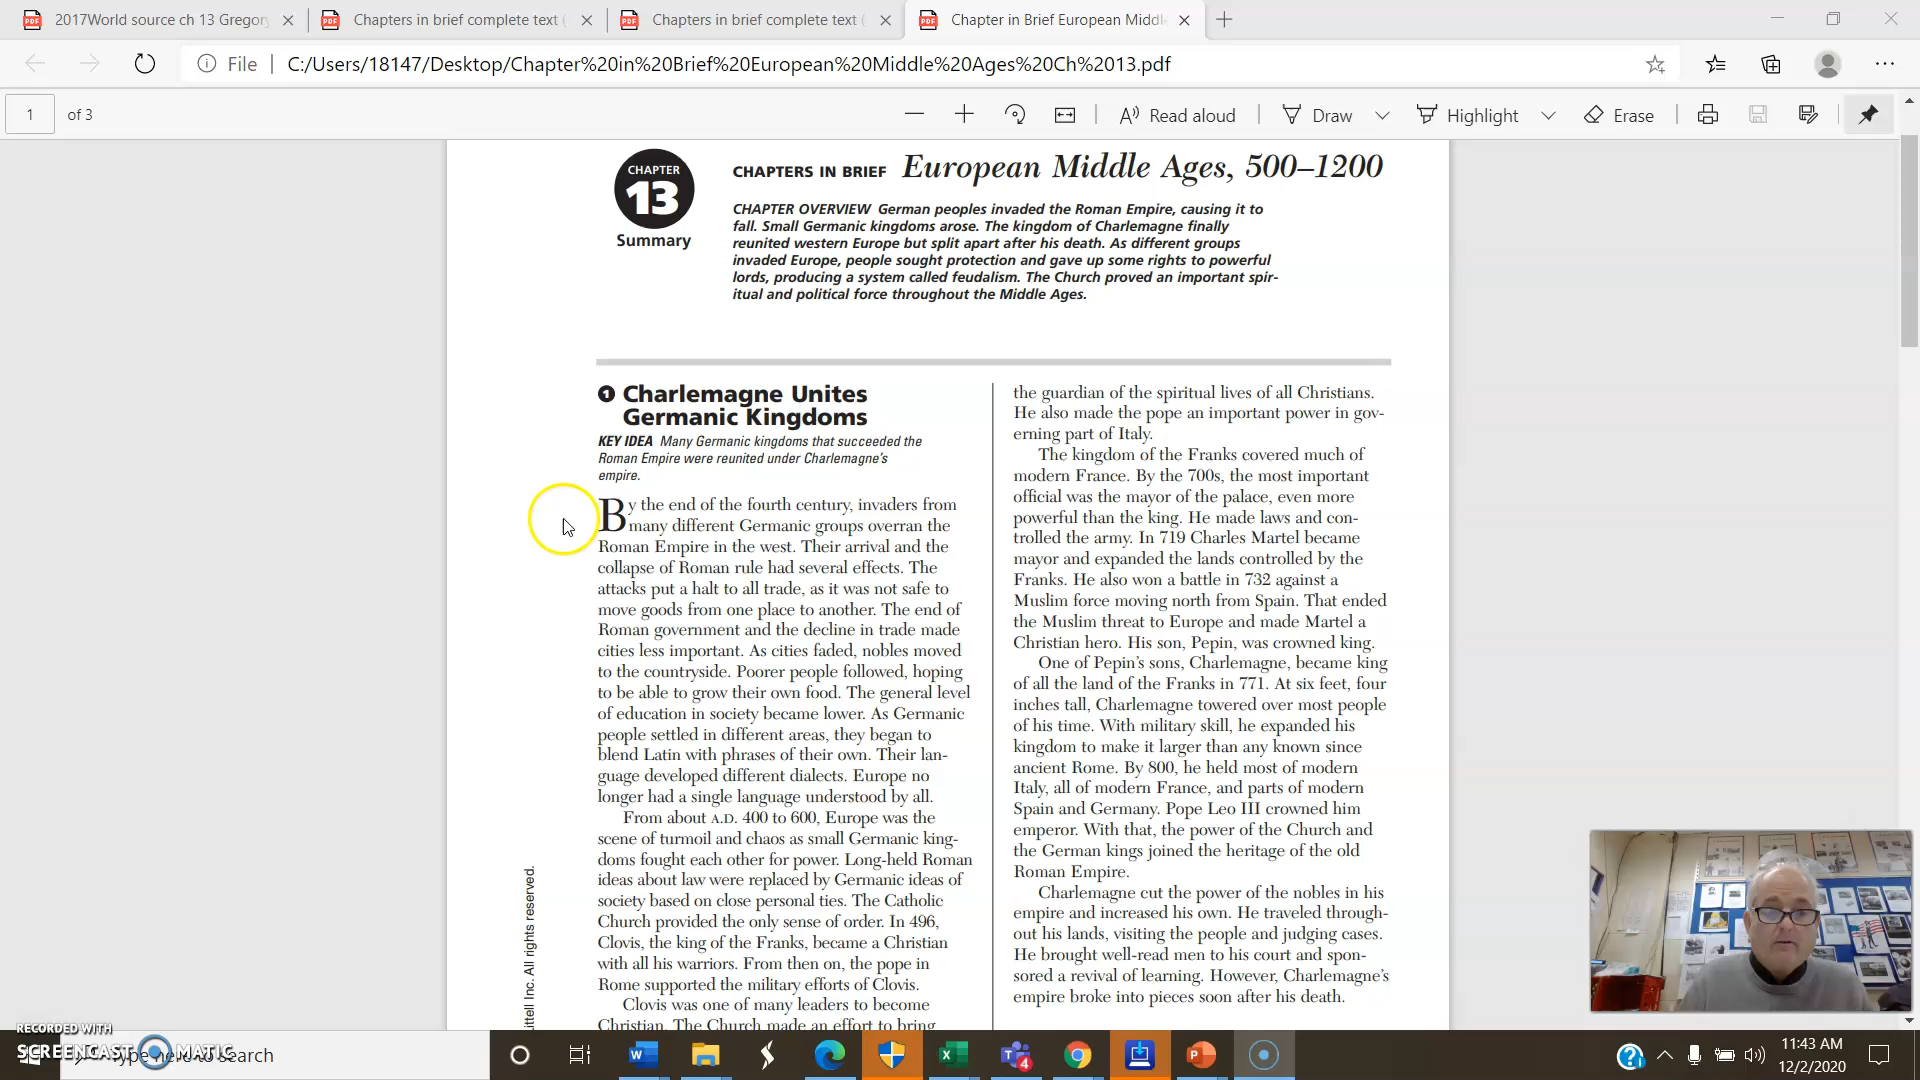 2017World source ch 13 Gregory
Chapters in brief complete text (
Chapters in brief complete text (
Chapter in Brief European Middl
File
C:/Users/18147/Desktop/Chapter%20in%20Brief%20European%20Middle%20Ages%20Ch%2013.pdf
1 of 3
Read aloud
Draw
Highlight
Erase
CHAPTER
13
Summary
CHAPTERS IN BRIEF European Middle Ages, 500–1200
CHAPTER OVERVIEW German peoples invaded the Roman Empire, causing it to
fall. Small Germanic kingdoms arose. The kingdom of Charlemagne finally
reunited western Europe but split apart after his death. As different groups
invaded Europe, people sought protection and gave up some rights to powerful
lords, producing a system called feudalism. The Church proved an important spir-
itual and political force throughout the Middle Ages.
1 Charlemagne Unites
Germanic Kingdoms
KEY IDEA Many Germanic kingdoms that succeeded the
Roman Empire were reunited under Charlemagne's
empire.
By the end of the fourth century, invaders from
many different Germanic groups overran the
Roman Empire in the west. Their arrival and the
collapse of Roman rule had several effects. The
attacks put a halt to all trade, as it was not safe to
move goods from one place to another. The end of
Roman government and the decline in trade made
cities less important. As cities faded, nobles moved
to the countryside. Poorer people followed, hoping
to be able to grow their own food. The general level
of education in society became lower. As Germanic
people settled in different areas, they began to
blend Latin with phrases of their own. Their lan-
guage developed different dialects. Europe no
longer had a single language understood by all.
From about A.D. 400 to 600, Europe was the
scene of turmoil and chaos as small Germanic king-
doms fought each other for power. Long-held Roman
ideas about law were replaced by Germanic ideas of
society based on close personal ties. The Catholic
Church provided the only sense of order. In 496,
Clovis, the king of the Franks, became a Christian
with all his warriors. From then on, the pope in
Rome supported the military efforts of Clovis.
Clovis was one of many leaders to become
Christian. The Church made an effort to bring
the guardian of the spiritual lives of all Christians.
He also made the pope an important power in gov-
erning part of Italy.
The kingdom of the Franks covered much of
modern France. By the 700s, the most important
official was the mayor of the palace, even more
powerful than the king. He made laws and con-
trolled the army. In 719 Charles Martel became
mayor and expanded the lands controlled by the
Franks. He also won a battle in 732 against a
Muslim force moving north from Spain. That ended
the Muslim threat to Europe and made Martel a
Christian hero. His son, Pepin, was crowned king.
One of Pepin's sons, Charlemagne, became king
of all the land of the Franks in 771. At six feet, four
inches tall, Charlemagne towered over most people
of his time. With military skill, he expanded his
kingdom to make it larger than any known since
ancient Rome. By 800, he held most of modern
Italy, all of modern France, and parts of modern
Spain and Germany. Pope Leo III crowned him
emperor. With that, the power of the Church and
the German kings joined the heritage of the old
Roman Empire.
Charlemagne cut the power of the nobles in his
empire and increased his own. He traveled through-
out his lands, visiting the people and judging cases.
He brought well-read men to his court and spon-
sored a revival of learning. However, Charlemagne's
empire broke into pieces soon after his death.
ittell Inc. All rights reserved.
RECORDED WITH
SCREENCAST MATIC
Type here to search
4
11:43 AM
12/2/2020